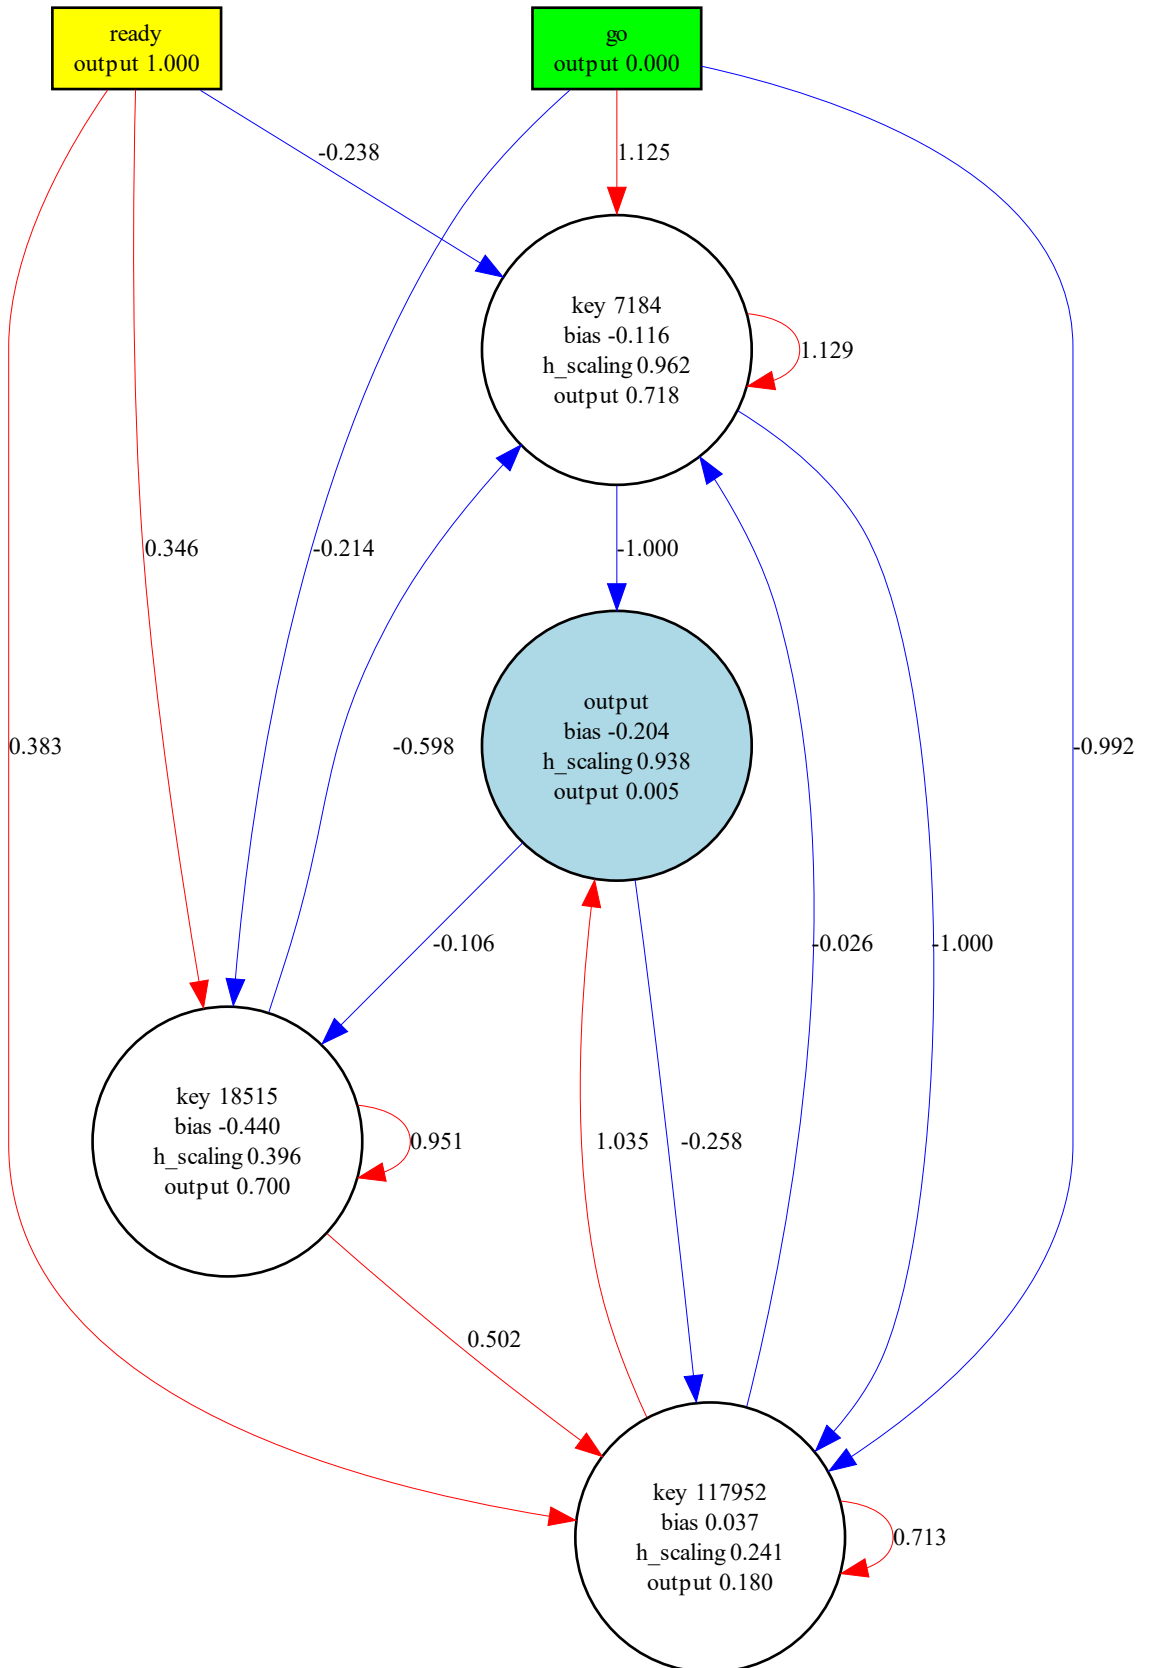 ready
output 1.000
go
output 0.000
-0.238
1.125
key 7184
bias -0.116
h_scaling 0.962
output 0.718
1.129
0.346
-0.214
-1.000
output
bias -0.204
h_scaling 0.938
output 0.005
0.383
-0.598
-0.992
-0.106
-0.026
-1.000
key 18515
bias -0.440
h_scaling 0.396
output 0.700
0.951
1.035
-0.258
0.502
key 117952
bias 0.037
h_scaling 0.241
output 0.180
0.713